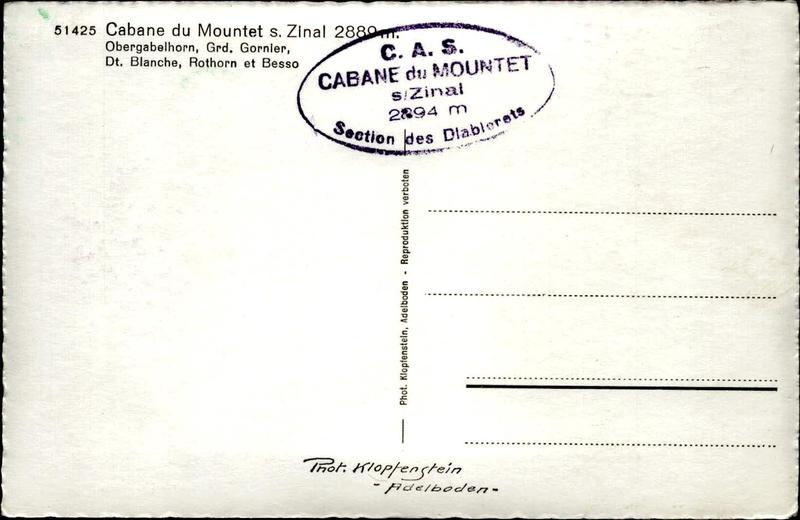 51425 Cabane du Mountet s. Zinal 2889 m.
Obergabelhorn, Grd. Gornier,
Dt. Blanche, Rothorn et Besso
C. A. S.
CABANE du MOUNTET
s/Zinal
2894 m
Section des Diablerets
Phot. Klopfenstein, Adelboden - Reproduktion verboten
Phot. Klopfenstein
- Adelboden -